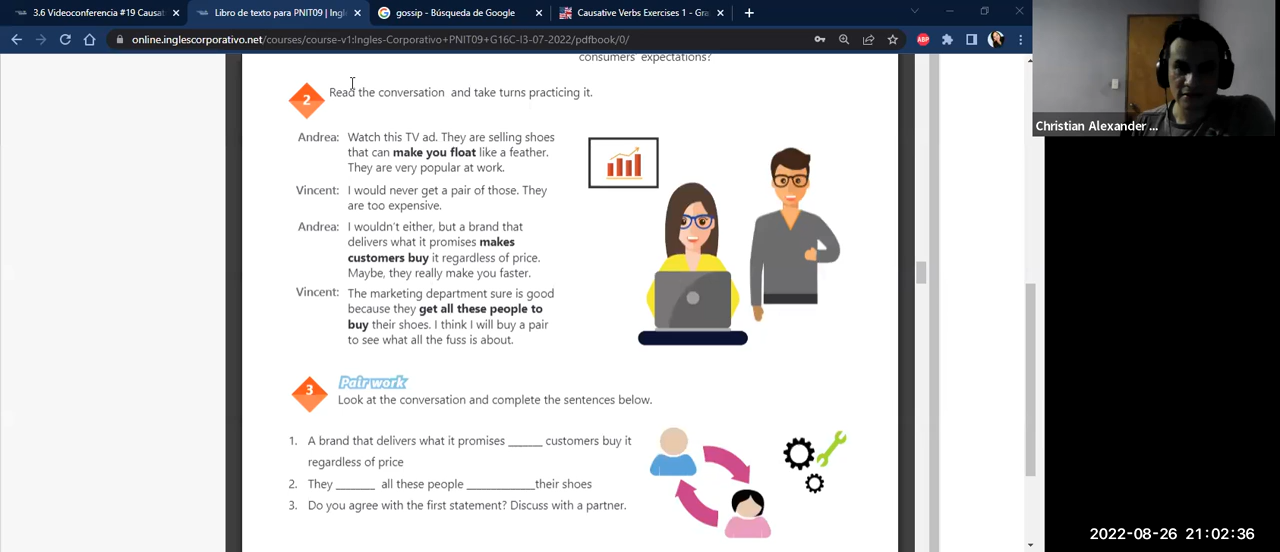 3.6 Videoconferencia #19 Causat
Libro de texto para PNIT09 | Ingl
gossip - Búsqueda de Google
Causative Verbs Exercises 1 - Gra
online.inglescorporativo.net/courses/course-v1:Ingles-Corporativo+PNIT09+G16C-I3-07-2022/pdfbook/0/
ABP
consumers' expectations?
2
Read the conversation and take turns practicing it.
Andrea: Watch this TV ad. They are selling shoes
that can make you float like a feather.
They are very popular at work.
Vincent: I would never get a pair of those. They
are too expensive.
Andrea: I wouldn't either, but a brand that
delivers what it promises makes
customers buy it regardless of price.
Maybe, they really make you faster.
Vincent: The marketing department sure is good
because they get all these people to
buy their shoes. I think I will buy a pair
to see what all the fuss is about.
3
Pair work
Look at the conversation and complete the sentences below.
1. A brand that delivers what it promises ______ customers buy it
regardless of price
2. They _______ all these people ____________their shoes
3. Do you agree with the first statement? Discuss with a partner.
Christian Alexander ...
2022-08-26 21:02:36